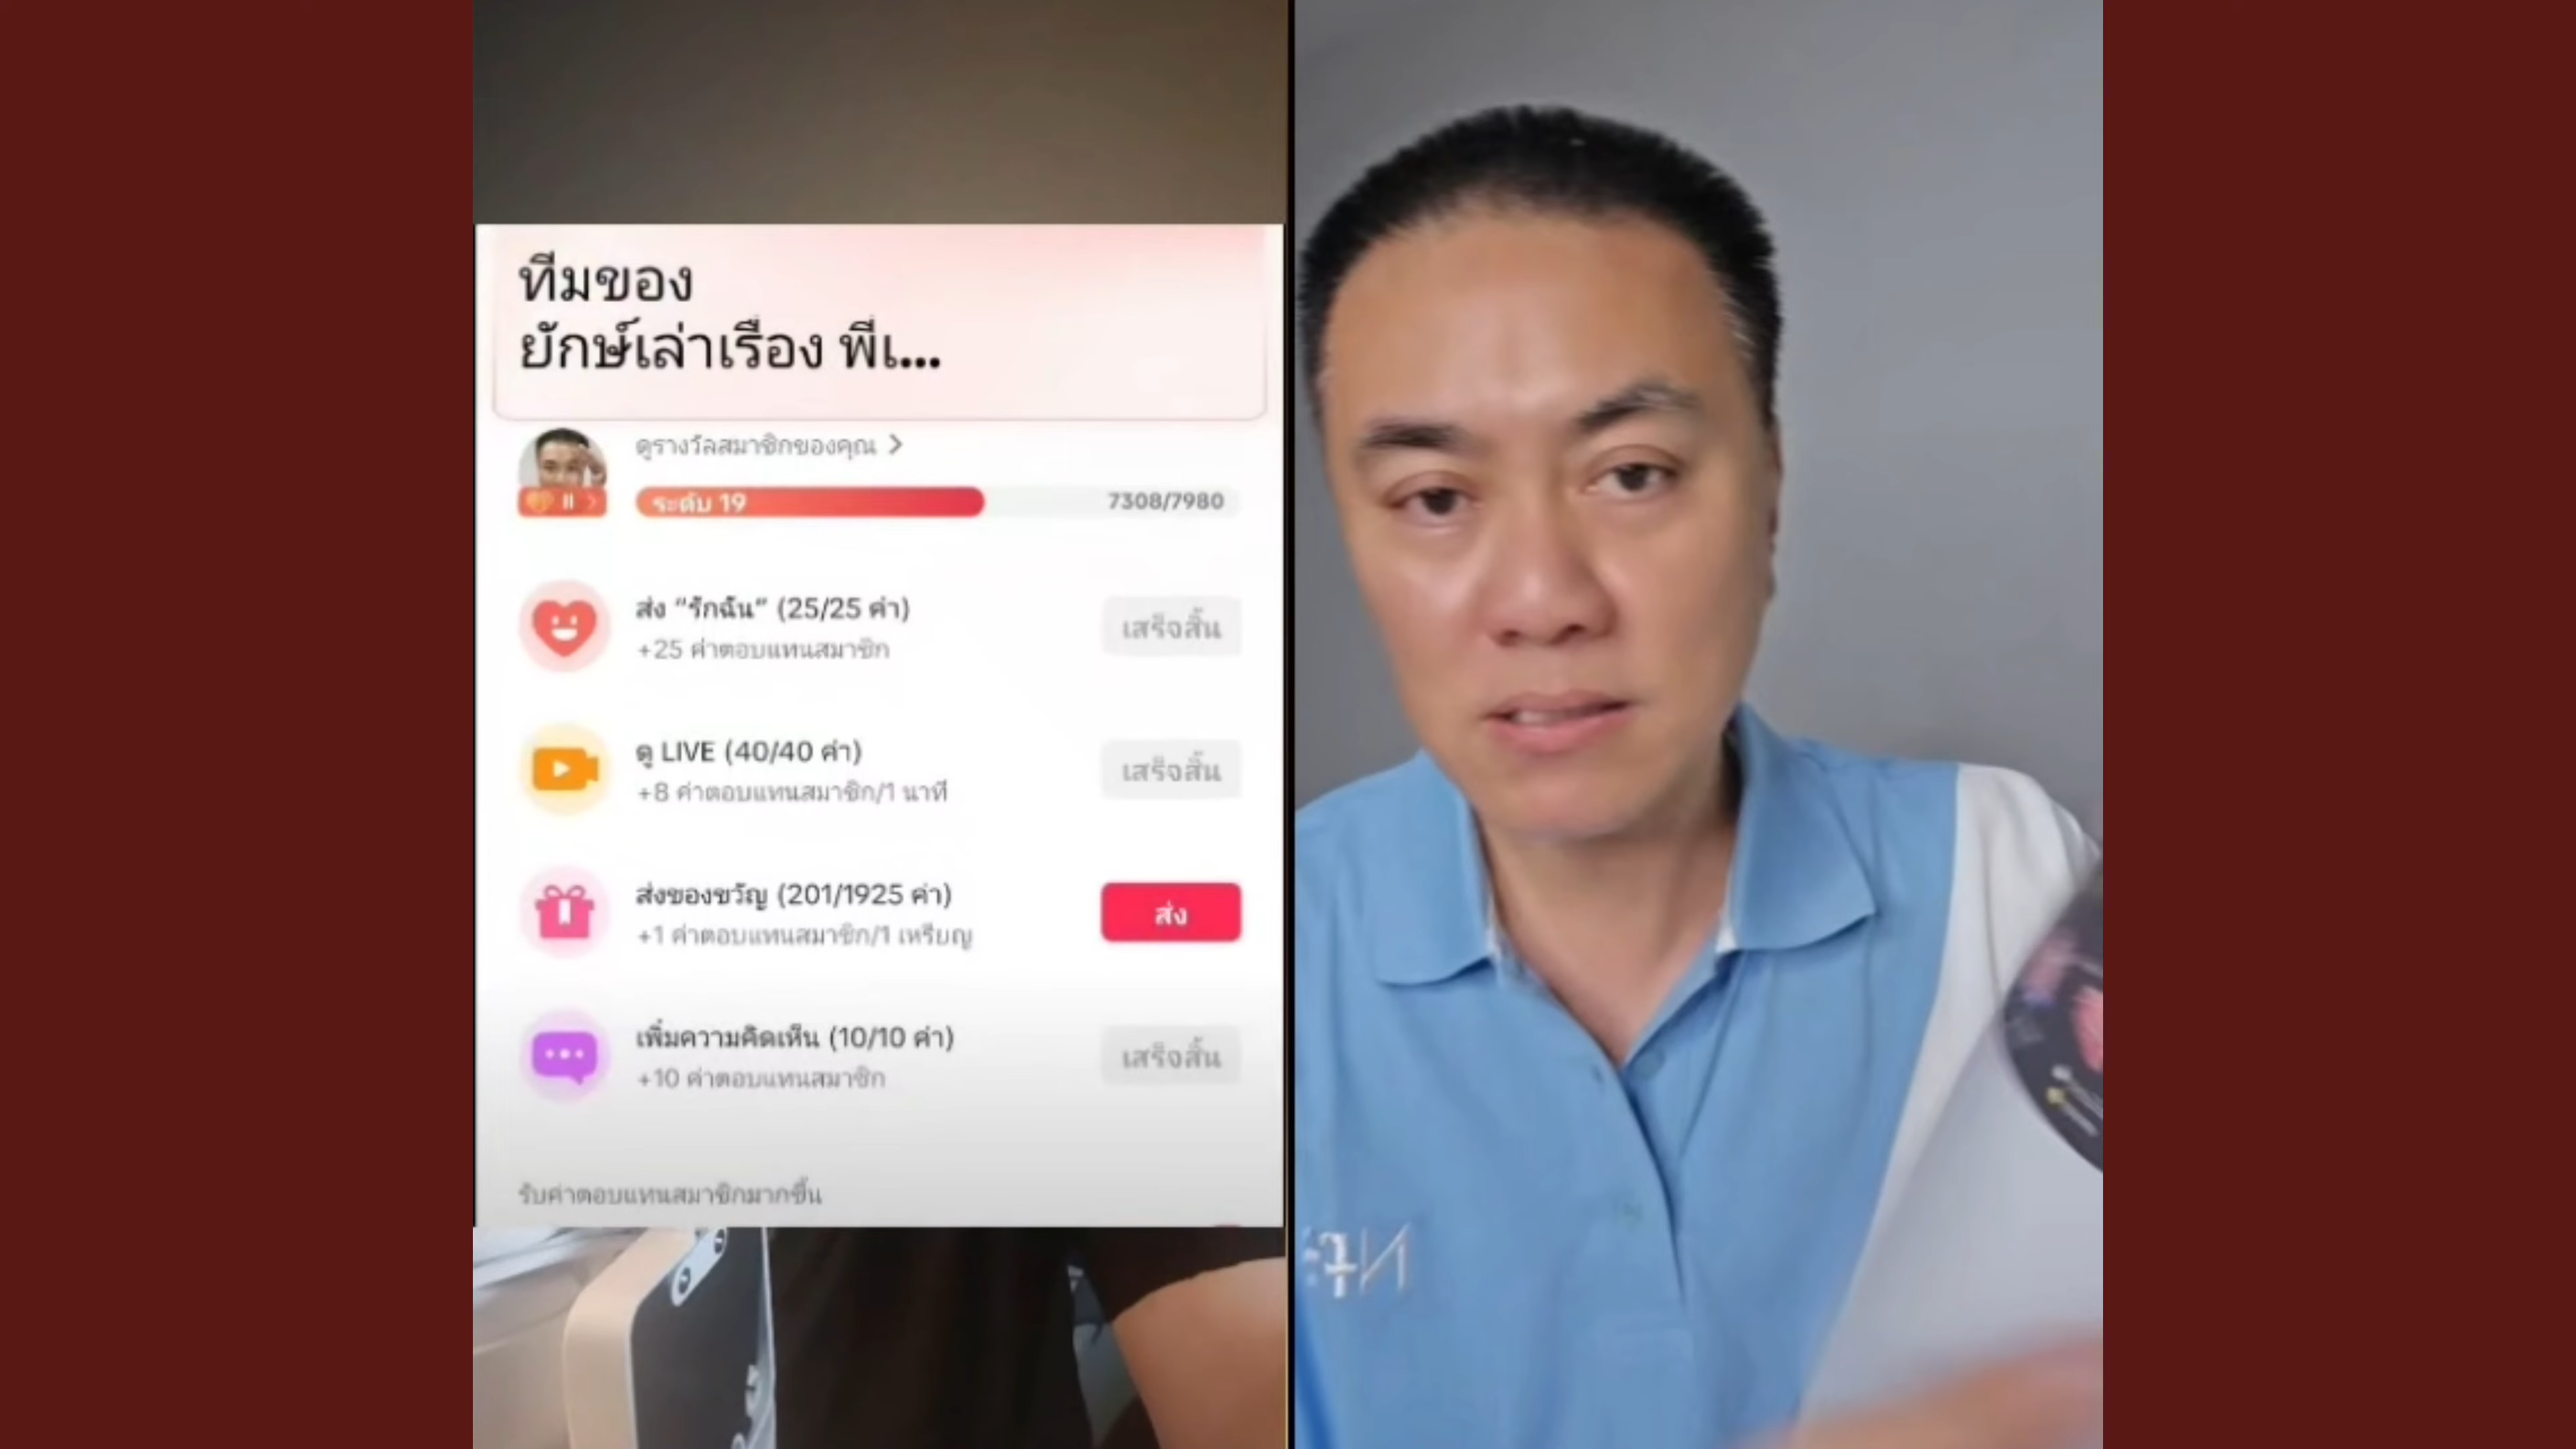 ทีมของ
ยักษ์เล่าเรื่อง พี่เ...
ดูรางวัลสมาชิกของคุณ >
ระดับ 19
7308/7980
ส่ง “รักฉัน” (25/25 ค่า)
+25 ค่าตอบแทนสมาชิก
เสร็จสิ้น
ดู LIVE (40/40 ค่า)
+8 ค่าตอบแทนสมาชิก/1 นาที
เสร็จสิ้น
ส่งของขวัญ (201/1925 ค่า)
+1 ค่าตอบแทนสมาชิก/1 เหรียญ
ส่ง
เพิ่มความคิดเห็น (10/10 ค่า)
+10 ค่าตอบแทนสมาชิก
เสร็จสิ้น
รับค่าตอบแทนสมาชิกมากขึ้น